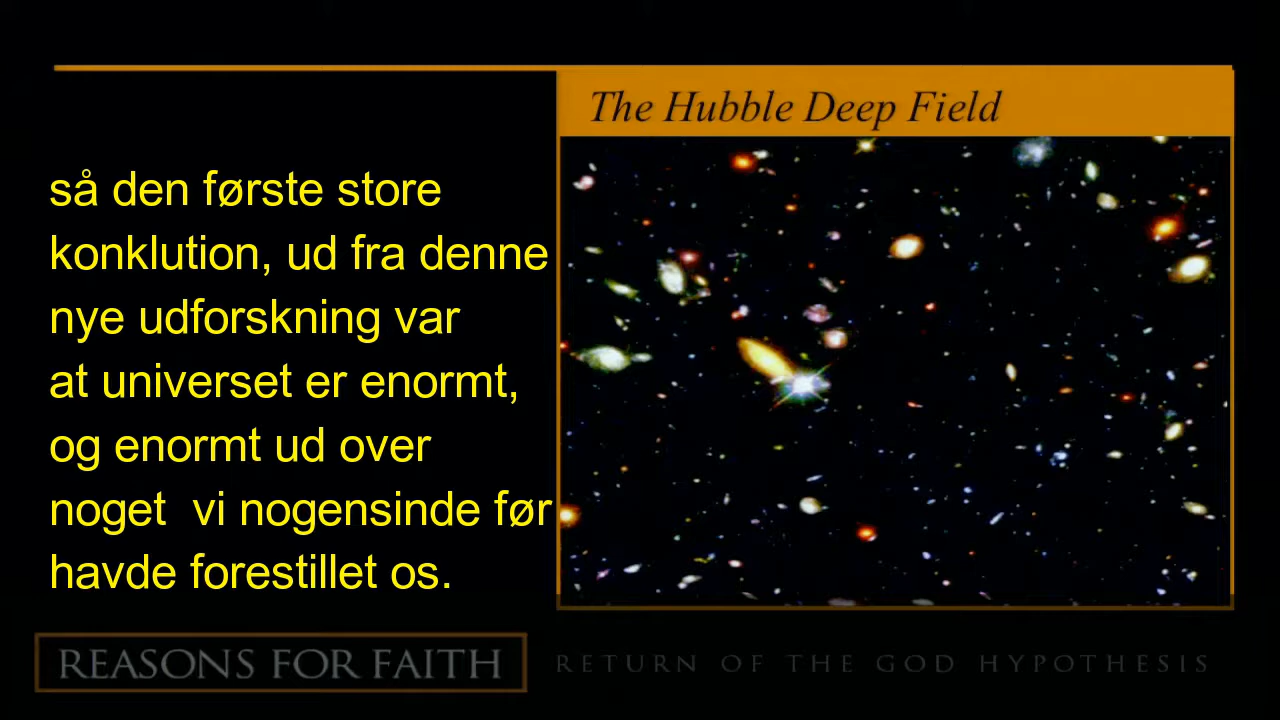 The Hubble Deep Field
så den første store
konklution, ud fra denne
nye udforskning var
at universet er enormt,
og enormt ud over
noget  vi nogensinde før
havde forestillet os.
REASONS FOR FAITH
RETURN OF THE GOD HYPOTHESIS